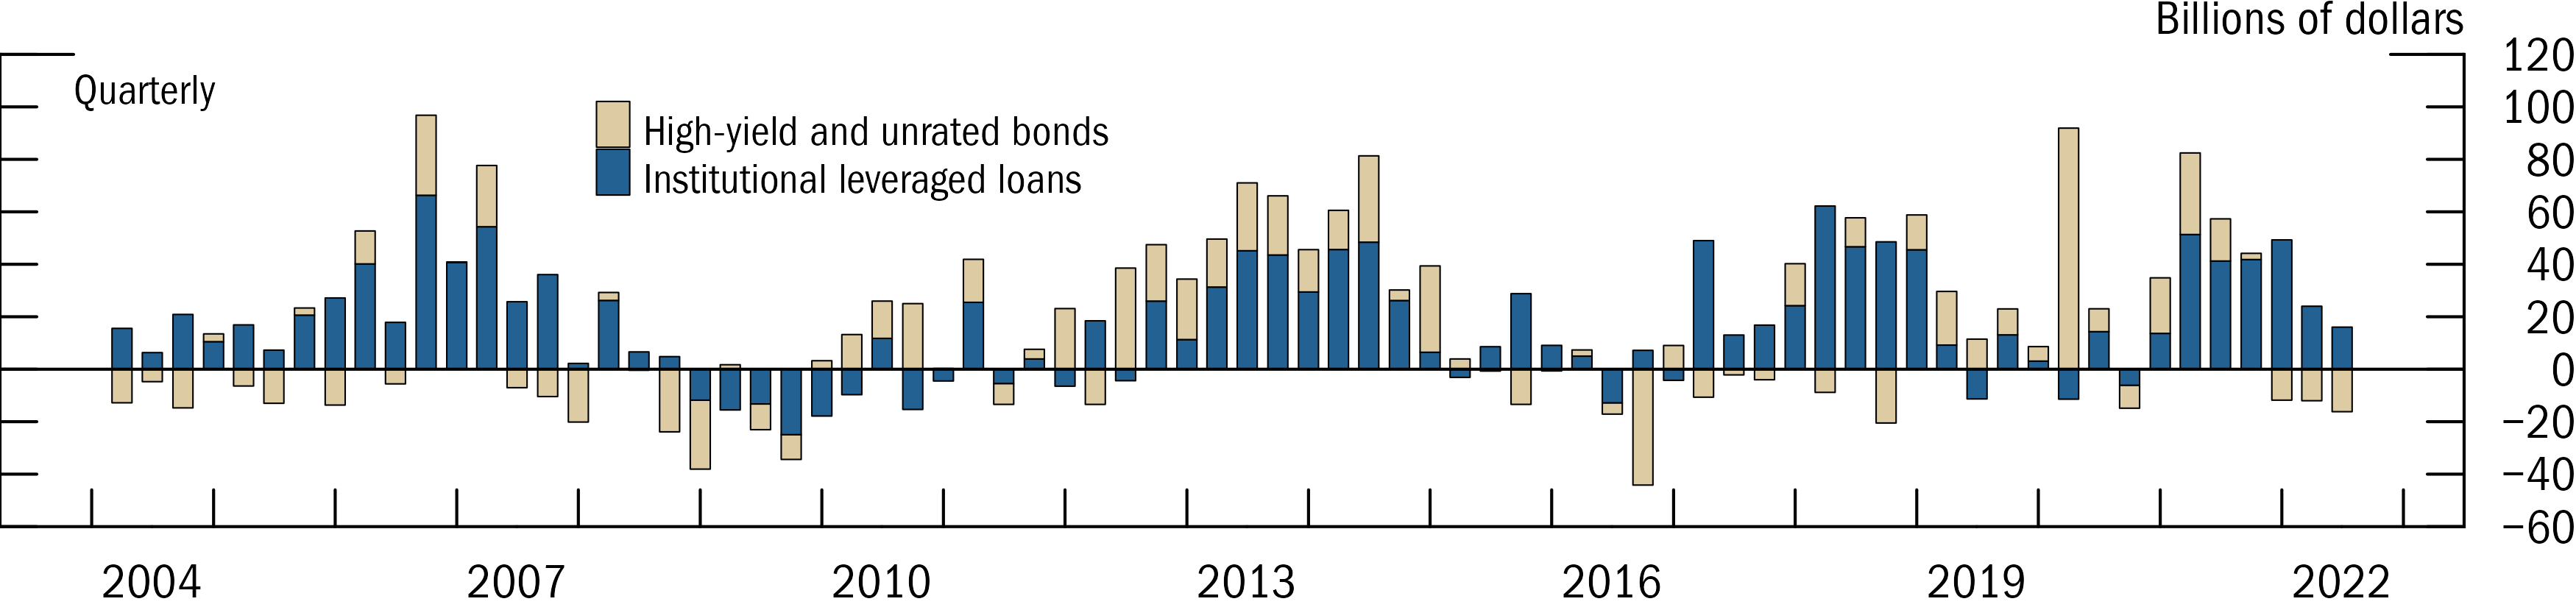 Billions of dollars
Quarterly
High-yield and unrated bonds
Institutional leveraged loans
120
100
80
60
40
20
0
−20
−40
−60
2004 2007 2010 2013 2016 2019 2022